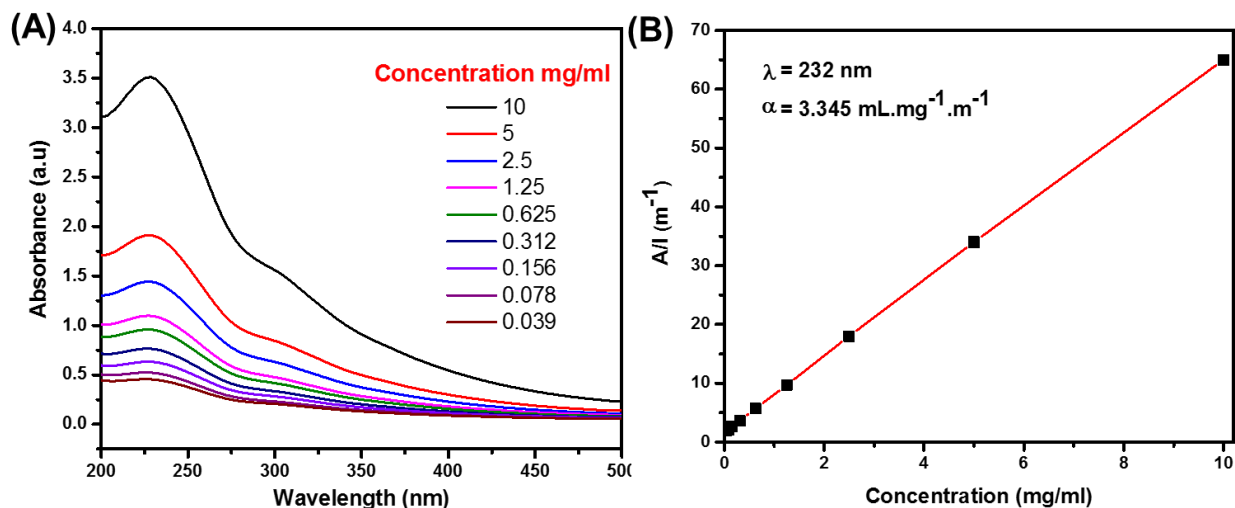 (A)
4.0
3.5
3.0
2.5
2.0
1.5
1.0
0.5
0.0
Absorbance (a.u)
200 250 300 350 400 450 500
Wavelength (nm)
Concentration mg/ml
10
5
2.5
1.25
0.625
0.312
0.156
0.078
0.039
(B)
70
60
50
40
30
20
10
0
A/l (m⁻¹)
0 2 4 6 8 10
Concentration (mg/ml)
λ = 232 nm
α = 3.345 mL.mg⁻¹.m⁻¹